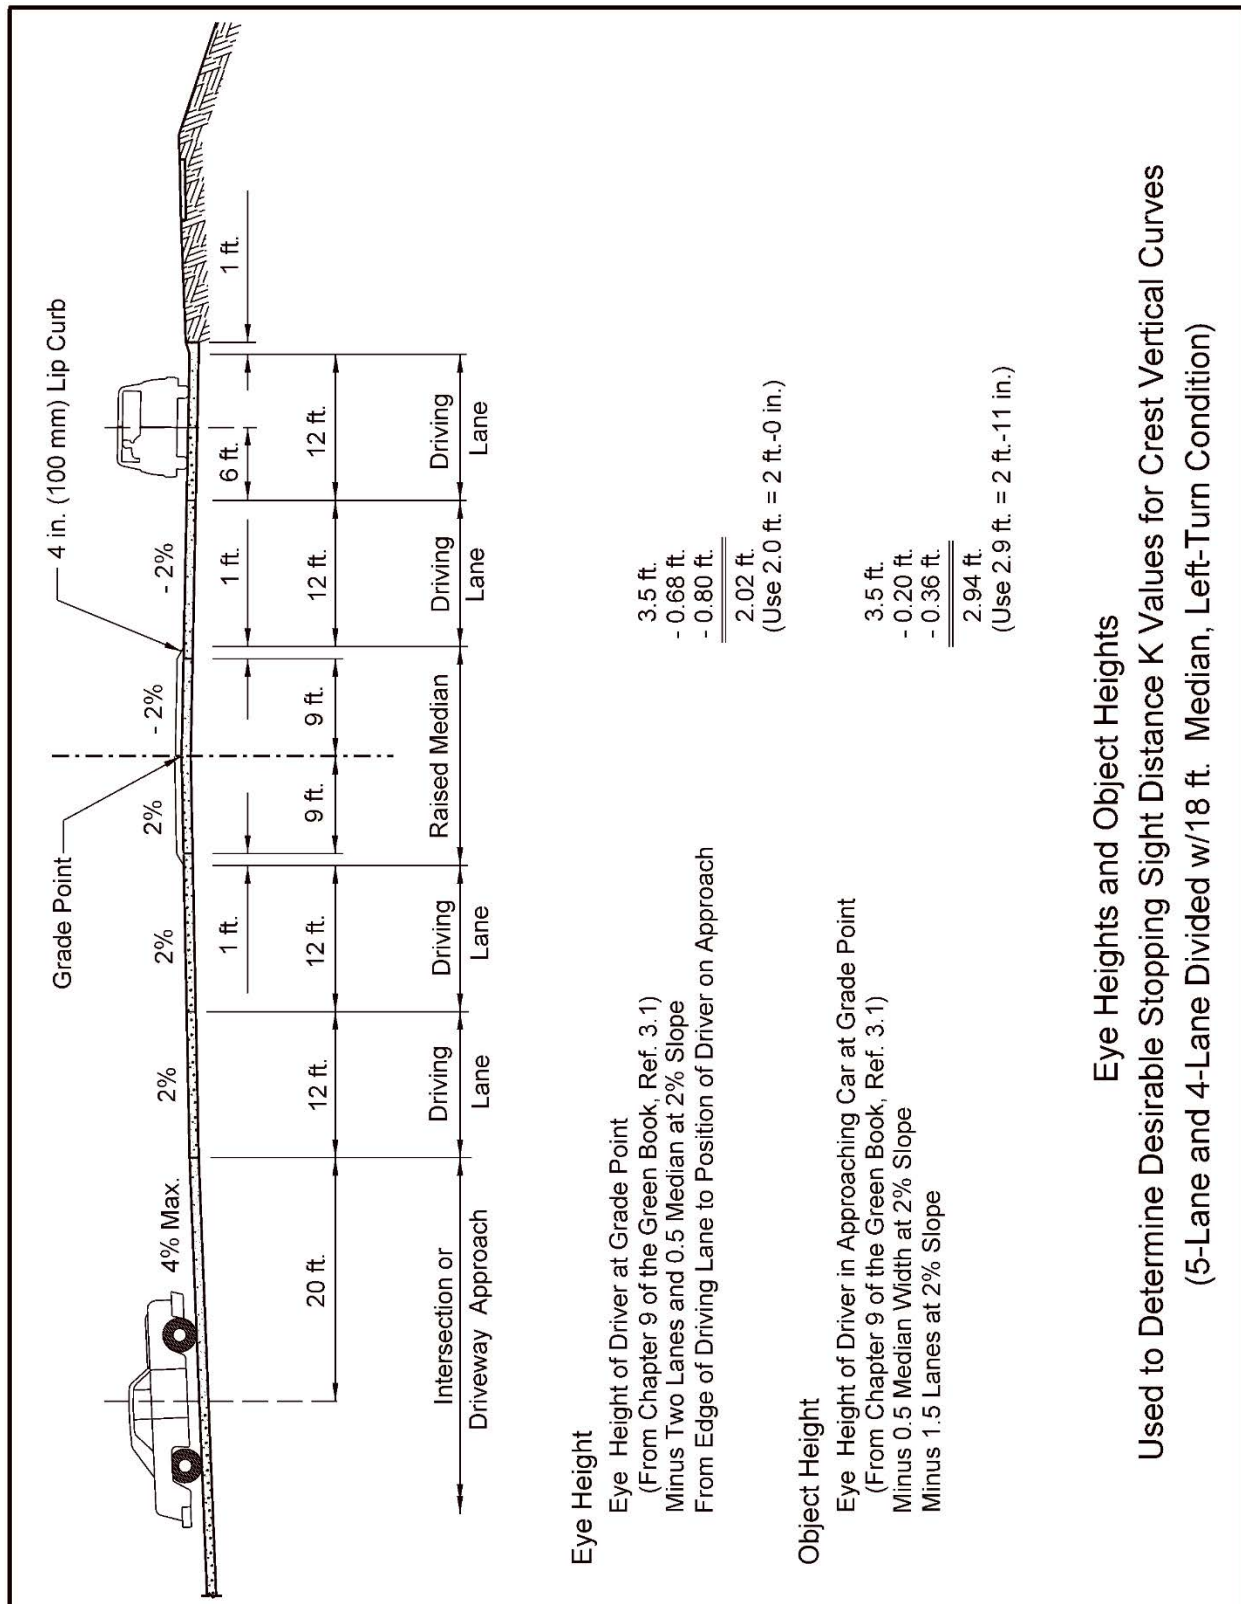 Grade Point
4 in. (100 mm) Lip Curb
4% Max.
2%
2%
2%
- 2%
- 2%
1 ft.
1 ft.
6 ft.
1 ft.
20 ft.
12 ft.
12 ft.
9 ft.
9 ft.
12 ft.
12 ft.
Intersection or
Driveway Approach
Driving
Lane
Driving
Lane
Raised Median
Driving
Lane
Driving
Lane
Eye Height
Eye Height of Driver at Grade Point
(From Chapter 9 of the Green Book, Ref. 3.1) 3.5 ft.
Minus Two Lanes and 0.5 Median at 2% Slope - 0.68 ft.
From Edge of Driving Lane to Position of Driver on Approach - 0.80 ft.
2.02 ft.
(Use 2.0 ft. = 2 ft.-0 in.)
Object Height
Eye Height of Driver in Approaching Car at Grade Point
(From Chapter 9 of the Green Book, Ref. 3.1) 3.5 ft.
Minus 0.5 Median Width at 2% Slope - 0.20 ft.
Minus 1.5 Lanes at 2% Slope - 0.36 ft.
2.94 ft.
(Use 2.9 ft. = 2 ft.-11 in.)
Eye Heights and Object Heights
Used to Determine Desirable Stopping Sight Distance K Values for Crest Vertical Curves
(5-Lane and 4-Lane Divided w/18 ft. Median, Left-Turn Condition)